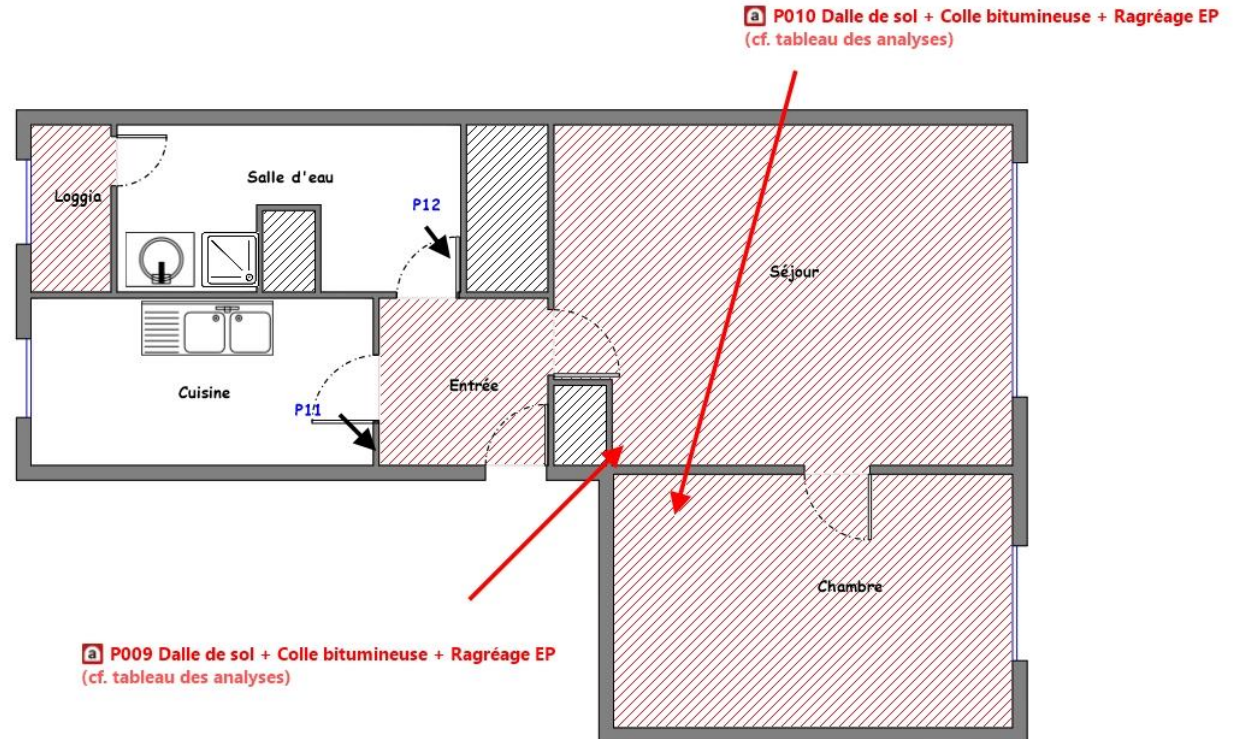 a P010 Dalle de sol + Colle bitumineuse + Ragréage EP
(cf. tableau des analyses)
Salle d'eau
Loggia
P12
Séjour
Entrée
Cuisine
P11
Chambre
a P009 Dalle de sol + Colle bitumineuse + Ragréage EP
(cf. tableau des analyses)